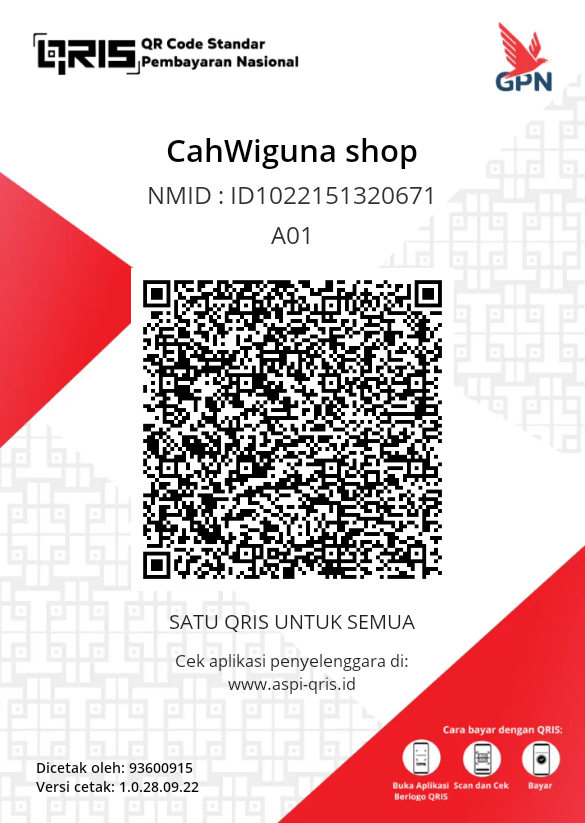 QRIS QR Code Standar
Pembayaran Nasional
GPN
CahWiguna shop
NMID : ID1022151320671
A01
SATU QRIS UNTUK SEMUA
Cek aplikasi penyelenggara di:
www.aspi-qris.id
Cara bayar dengan QRIS:
Buka Aplikasi Scan dan Cek Bayar
Berlogo QRIS
Dicetak oleh: 93600915
Versi cetak: 1.0.28.09.22